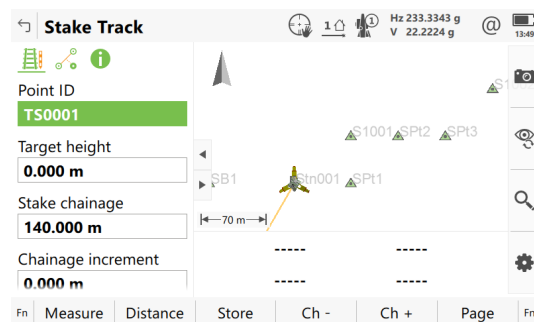 Stake Track
1
1
Hz 233.3343 g
V 22.2224 g
@
13:49
Point ID
TS0001
Target height
0.000 m
Stake chainage
140.000 m
Chainage increment
0.000 m
S1001 SPt2 SPt3
SB1 Stn001 SPt1
70 m
----- -----
----- -----
Fn Measure Distance Store Ch - Ch + Page Fn